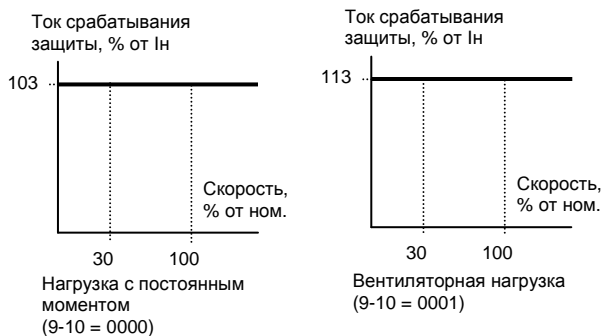 Ток срабатывания
защиты, % от Iн
103
Скорость,
% от ном.
30 100
Нагрузка с постоянным
моментом
(9-10 = 0000)
Ток срабатывания
защиты, % от Iн
113
Скорость,
% от ном.
30 100
Вентиляторная нагрузка
(9-10 = 0001)